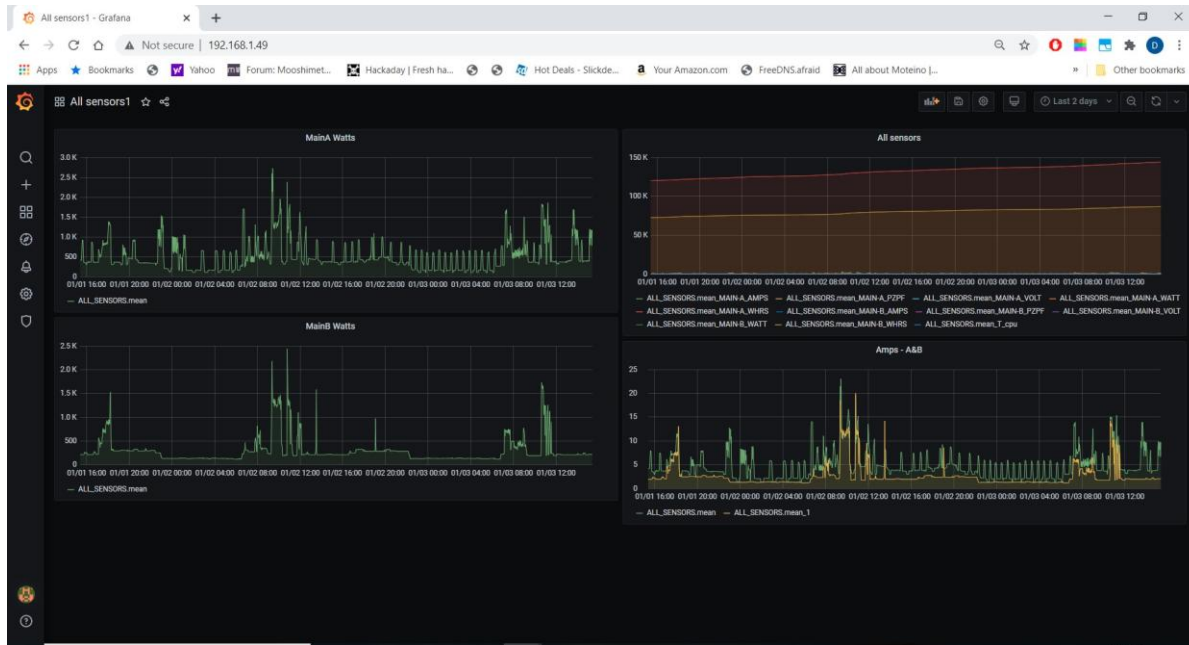 All sensors1 - Grafana
Not secure | 192.168.1.49
Apps Bookmarks Yahoo Forum: Mooshimet... Hackaday | Fresh ha... Hot Deals - Slickde... Your Amazon.com FreeDNS.afraid All about Moteino |... » Other bookmarks
All sensors1 Last 2 days
MainA Watts
3.0 K
2.5 K
2.0 K
1.5 K
1.0 K
500
0
01/01 16:00 01/01 20:00 01/02 00:00 01/02 04:00 01/02 08:00 01/02 12:00 01/02 16:00 01/02 20:00 01/03 00:00 01/03 04:00 01/03 08:00 01/03 12:00
ALL_SENSORS.mean
MainB Watts
2.5 K
2.0 K
1.5 K
1.0 K
500
0
01/01 16:00 01/01 20:00 01/02 00:00 01/02 04:00 01/02 08:00 01/02 12:00 01/02 16:00 01/02 20:00 01/03 00:00 01/03 04:00 01/03 08:00 01/03 12:00
ALL_SENSORS.mean
All sensors
150 K
100 K
50 K
0
01/01 16:00 01/01 20:00 01/02 00:00 01/02 04:00 01/02 08:00 01/02 12:00 01/02 16:00 01/02 20:00 01/03 00:00 01/03 04:00 01/03 08:00 01/03 12:00
ALL_SENSORS.mean_MAIN-A_AMPS ALL_SENSORS.mean_MAIN-A_PZPF ALL_SENSORS.mean_MAIN-A_VOLT ALL_SENSORS.mean_MAIN-A_WATT
ALL_SENSORS.mean_MAIN-A_WHRS ALL_SENSORS.mean_MAIN-B_AMPS ALL_SENSORS.mean_MAIN-B_PZPF ALL_SENSORS.mean_MAIN-B_VOLT
ALL_SENSORS.mean_MAIN-B_WATT ALL_SENSORS.mean_MAIN-B_WHRS ALL_SENSORS.mean_T_cpu
Amps - A&B
25
20
15
10
5
0
01/01 16:00 01/01 20:00 01/02 00:00 01/02 04:00 01/02 08:00 01/02 12:00 01/02 16:00 01/02 20:00 01/03 00:00 01/03 04:00 01/03 08:00 01/03 12:00
ALL_SENSORS.mean ALL_SENSORS.mean_1